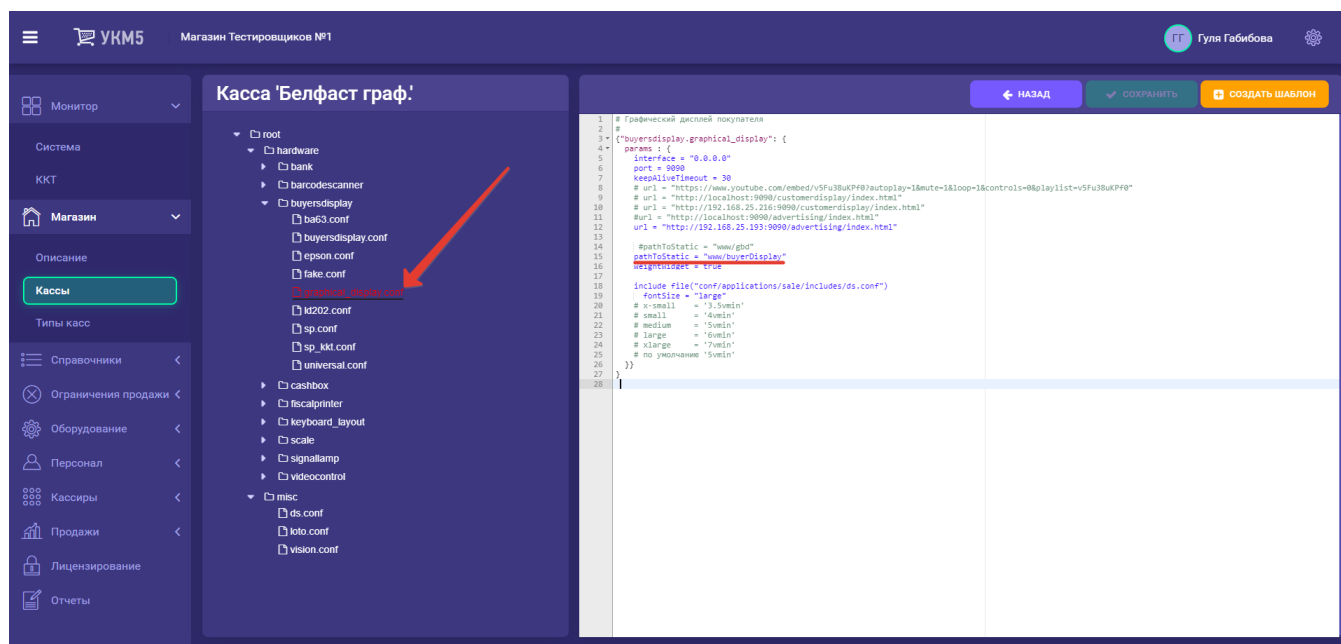 УКМ5
Магазин Тестировщиков №1
ГГ
Гуля Габибова
Монитор
Система
ККТ
Магазин
Описание
Кассы
Типы касс
Справочники
Ограничения продажи
Оборудование
Персонал
Кассиры
Продажи
Лицензирование
Отчеты
Касса 'Белфаст граф.'
root
hardware
bank
barcodescanner
buyersdisplay
ba63.conf
buyersdisplay.conf
epson.conf
fake.conf
graphical_display.conf
ld202.conf
sp.conf
sp_kkt.conf
universal.conf
cashbox
fiscalprinter
keyboard_layout
scale
signallamp
videocontrol
misc
ds.conf
loto.conf
vision.conf
НАЗАД
СОХРАНИТЬ
СОЗДАТЬ ШАБЛОН
1 # Графический дисплей покупателя
2 #
3 {"buyersdisplay.graphical_display": {
4 params : {
5 interface = "0.0.0.0"
6 port = 9090
7 keepAliveTimeout = 30
8 # url = "https://www.youtube.com/embed/v5Fu38uKPf0?autoplay=1&mute=1&loop=1&controls=0&playlist=v5Fu38uKPf0"
9 # url = "http://localhost:9090/customerdisplay/index.html"
10 # url = "http://192.168.25.216:9090/customerdisplay/index.html"
11 #url = "http://localhost:9090/advertising/index.html"
12 url = "http://192.168.25.193:9090/advertising/index.html"
13
14 #pathToStatic = "www/gbd"
15 pathToStatic = "www/buyerDisplay"
16 weightWidget = true
17
18 include file("conf/applications/sale/includes/ds.conf")
19 fontSize = "large"
20 # x-small = '3.5vmin'
21 # small = '4vmin'
22 # medium = '5vmin'
23 # large = '6vmin'
24 # xlarge = '7vmin'
25 # по умолчанию '5vmin'
26 }}
27 }
28